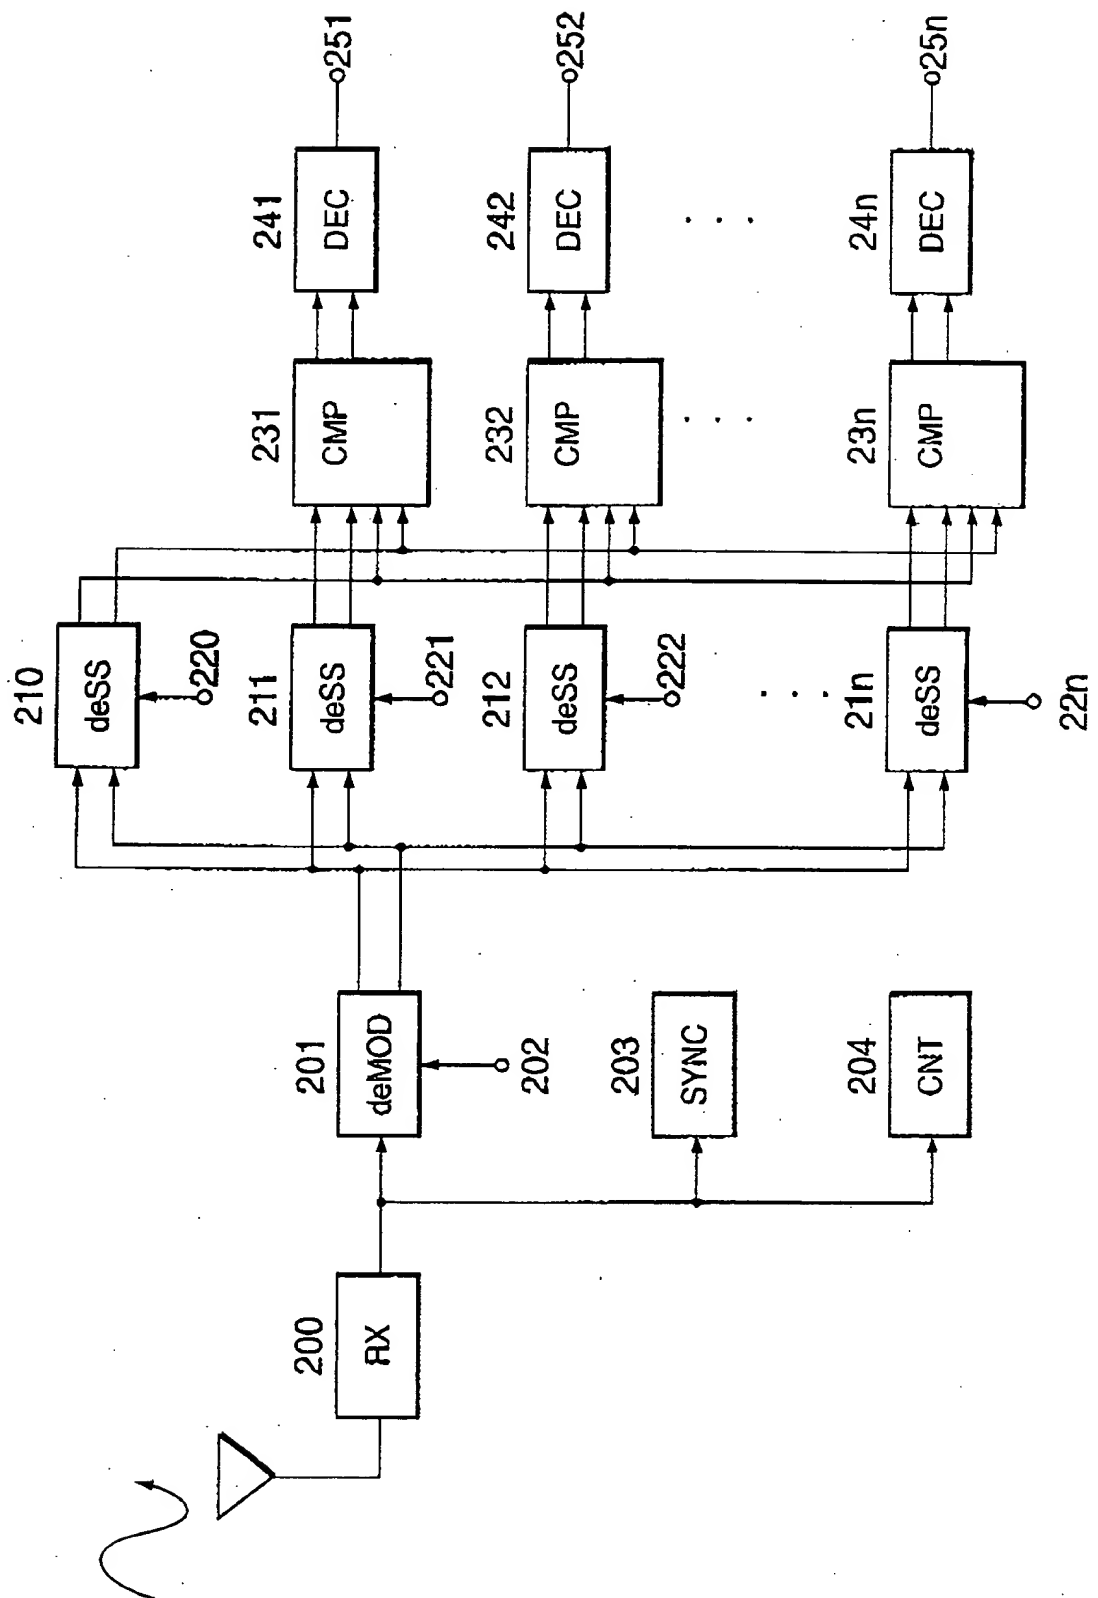 210
deSS
220
211
deSS
221
231
CMP
241
DEC
251
200
RX
201
deMOD
202
212
deSS
222
232
CMP
242
DEC
252
203
SYNC
. . .
. . .
. . .
204
CNT
21n
deSS
22n
23n
CMP
24n
DEC
25n